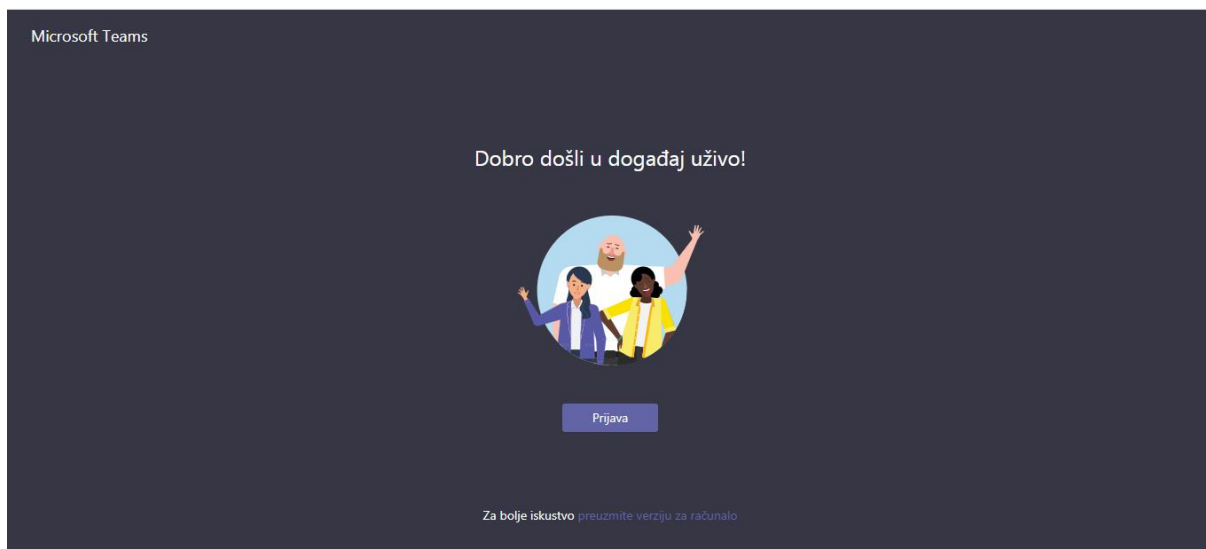 Microsoft Teams
Dobro došli u događaj uživo!
Prijava
Za bolje iskustvo preuzmite verziju za računalo